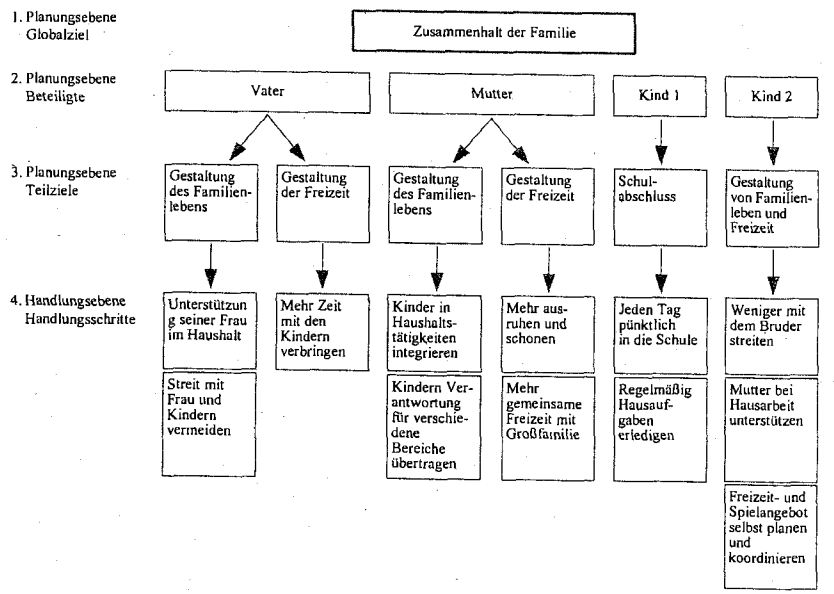 1. Planungsebene
Globalziel
Zusammenhalt der Familie
2. Planungsebene
Beteiligte
Vater
Mutter
Kind 1
Kind 2
3. Planungsebene
Teilziele
Gestaltung
des Familien-
lebens
Gestaltung
der Freizeit
Gestaltung
des Familien-
lebens
Gestaltung
der Freizeit
Schul-
abschluss
Gestaltung
von Familien-
leben und
Freizeit
4. Handlungsebene
Handlungsschritte
Unterstützun
g seiner Frau
im Haushalt
Mehr Zeit
mit den
Kindern
verbringen
Kinder in
Haushalts-
tätigkeiten
integrieren
Mehr aus-
ruhen und
schonen
Jeden Tag
pünktlich
in die Schule
Weniger mit
dem Bruder
streiten
Streit mit
Frau und
Kindern
vermeiden
Kindern Ver-
antwortung
für verschie-
dene
Bereiche
übertragen
Mehr
gemeinsame
Freizeit mit
Großfamilie
Regelmäßig
Hausauf-
gaben
erledigen
Mutter bei
Hausarbeit
unterstützen
Freizeit- und
Spielangebot
selbst planen
und
koordinieren